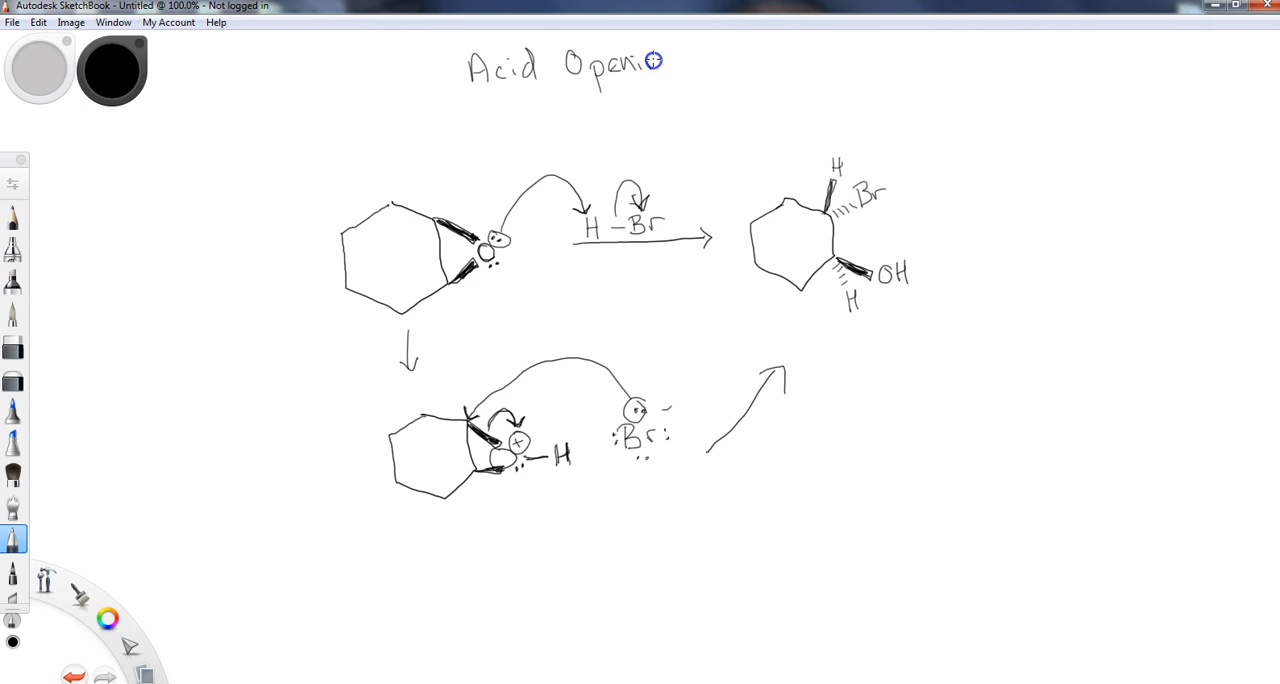 Autodesk SketchBook - Untitled @ 100.0% - Not logged in
File Edit Image Window My Account Help
Acid Openi
H
Br
H - Br
O
OH
H
+
O - H
-
Br